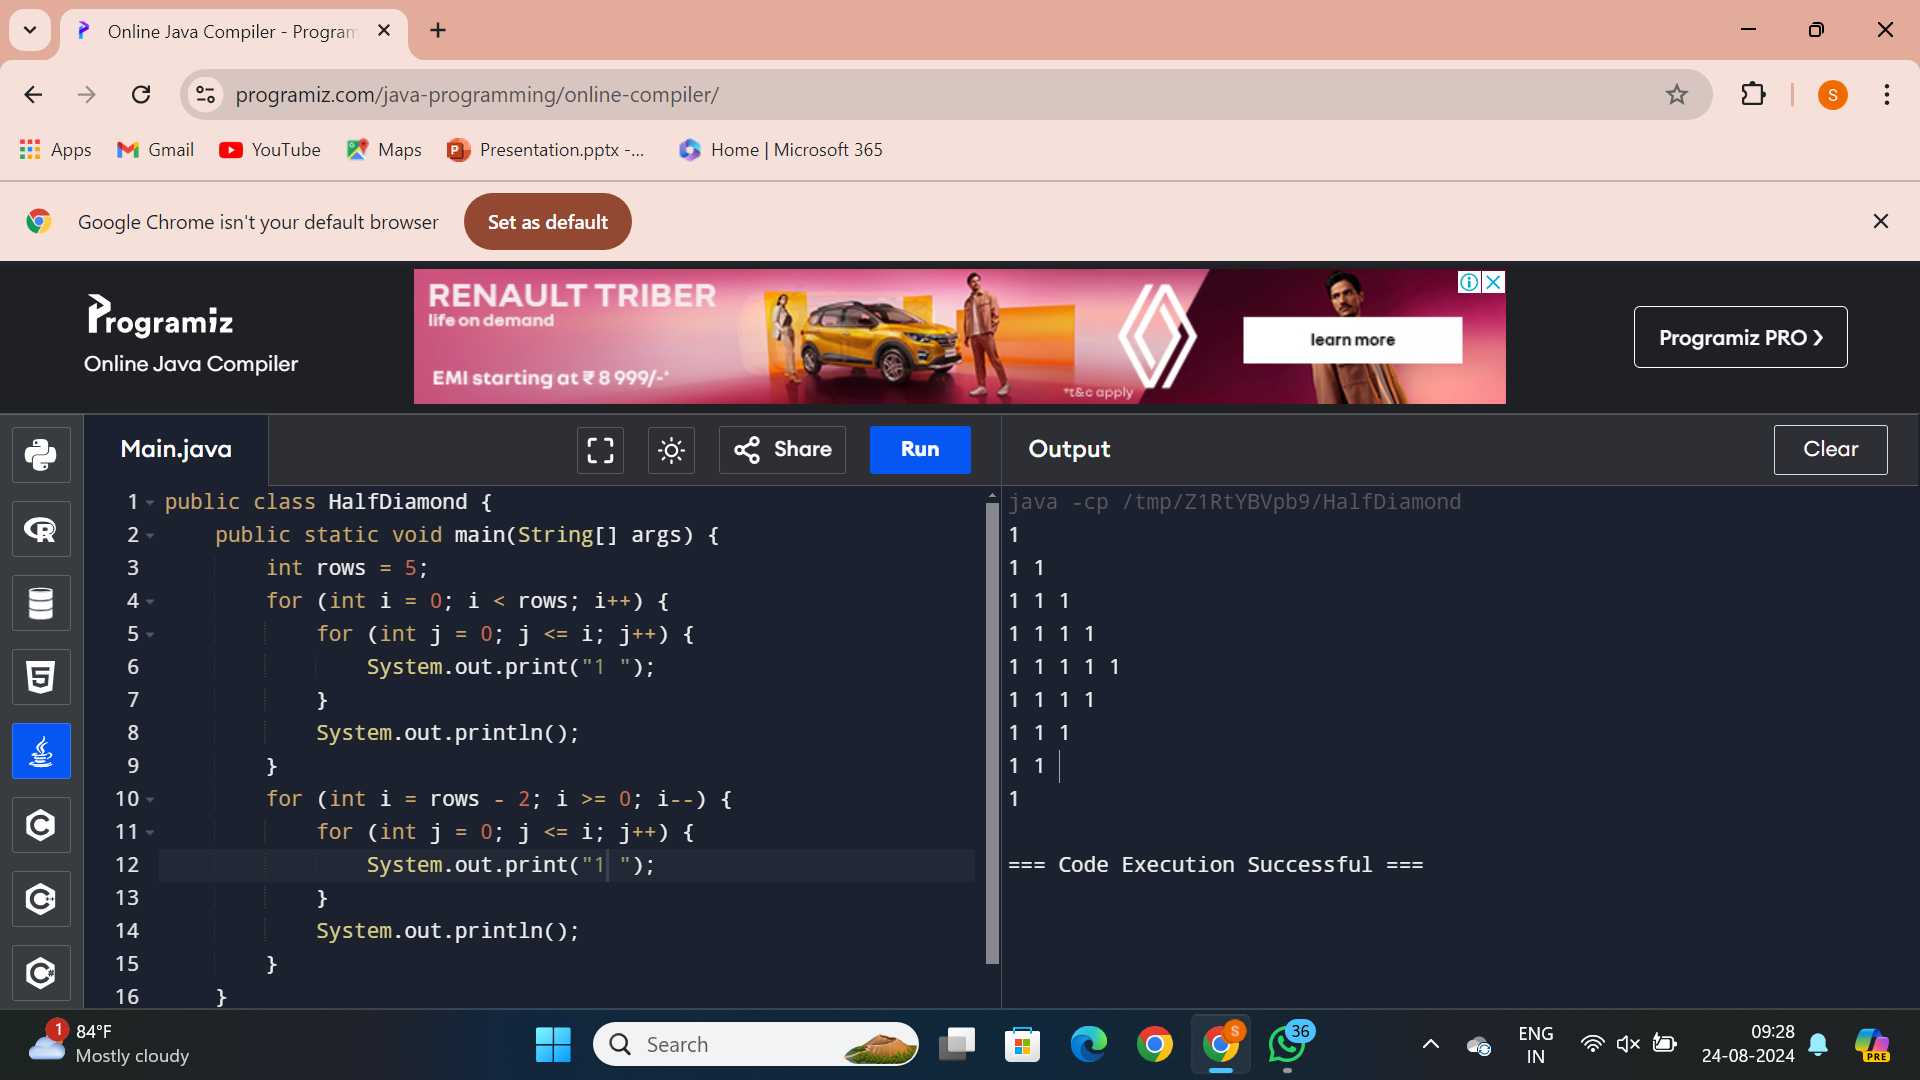 Online Java Compiler - Program
programiz.com/java-programming/online-compiler/
S
Apps
Gmail
YouTube
Maps
Presentation.pptx -...
Home | Microsoft 365
Google Chrome isn't your default browser
Set as default
Programiz
Online Java Compiler
RENAULT TRIBER
life on demand
EMI starting at ₹ 8 999/-*
*t&c apply
learn more
Programiz PRO ❯
Main.java
Share
Run
Output
Clear
1 public class HalfDiamond {
2 public static void main(String[] args) {
3 int rows = 5;
4 for (int i = 0; i < rows; i++) {
5 for (int j = 0; j <= i; j++) {
6 System.out.print("1 ");
7 }
8 System.out.println();
9 }
10 for (int i = rows - 2; i >= 0; i--) {
11 for (int j = 0; j <= i; j++) {
12 System.out.print("1 ");
13 }
14 System.out.println();
15 }
16 }
java -cp /tmp/Z1RtYBVpb9/HalfDiamond
1
1 1
1 1 1
1 1 1 1
1 1 1 1 1
1 1 1 1
1 1 1
1 1
1
=== Code Execution Successful ===
1
84°F
Mostly cloudy
Search
S
36
ENG
IN
09:28
24-08-2024
PRE